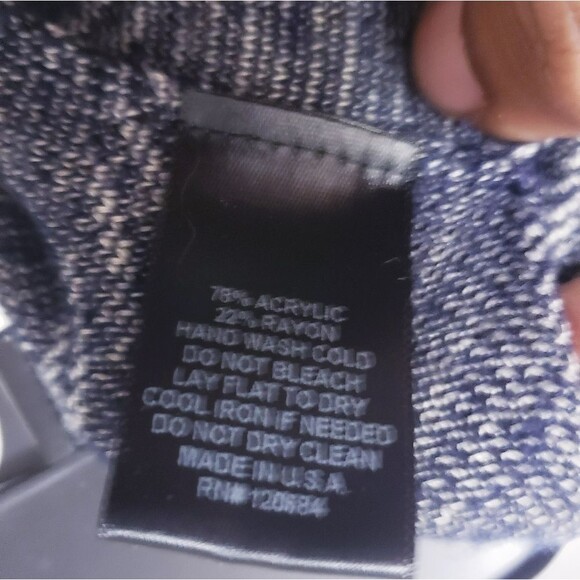 78% ACRYLIC
22% RAYON
HAND WASH COLD
DO NOT BLEACH
LAY FLAT TO DRY
COOL IRON IF NEEDED
DO NOT DRY CLEAN
MADE IN U.S.A.
RN# 120684